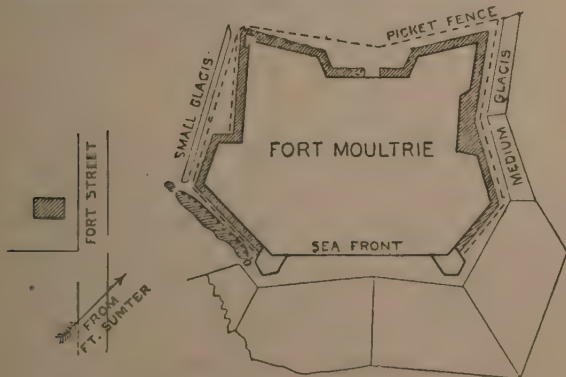 PICKET FENCE
SMALL GLACIS.
GLACIS
MEDIUM
FORT MOULTRIE
FORT STREET
SEA FRONT
FROM
FT. SUMTER
a